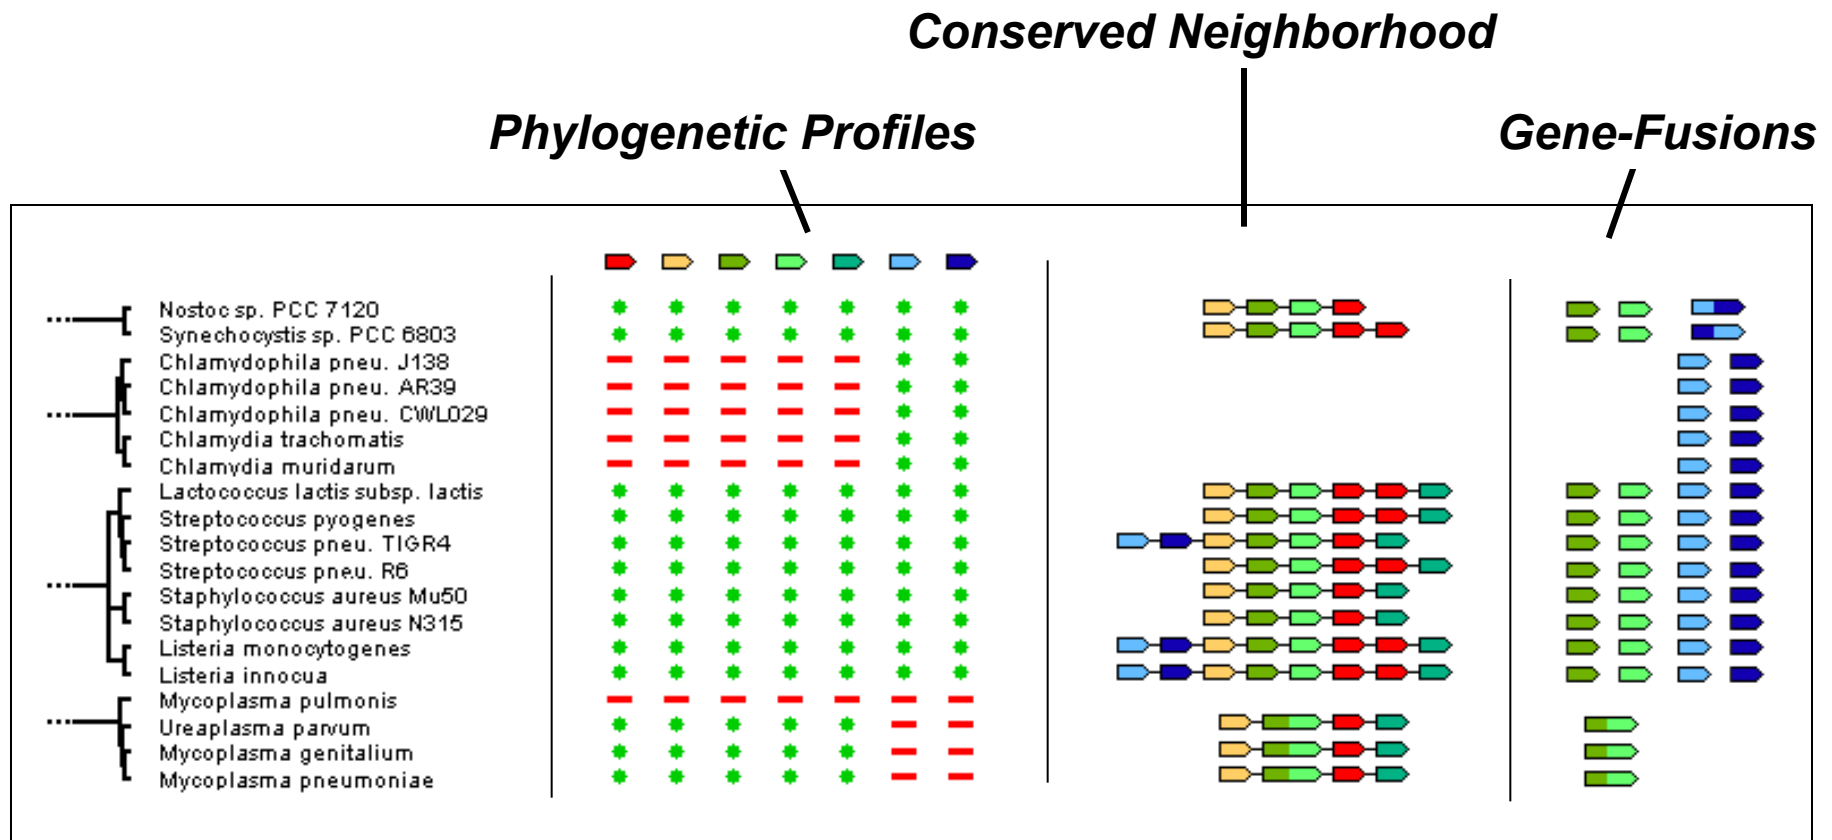 Conserved Neighborhood
Phylogenetic Profiles
Gene-Fusions
Nostoc sp. PCC 7120
Synechocystis sp. PCC 6803
Chlamydophila pneu. J138
Chlamydophila pneu. AR39
Chlamydophila pneu. CWL029
Chlamydia trachomatis
Chlamydia muridarum
Lactococcus lactis subsp. lactis
Streptococcus pyogenes
Streptococcus pneu. TIGR4
Streptococcus pneu. R6
Staphylococcus aureus Mu50
Staphylococcus aureus N315
Listeria monocytogenes
Listeria innocua
Mycoplasma pulmonis
Ureaplasma parvum
Mycoplasma genitalium
Mycoplasma pneumoniae